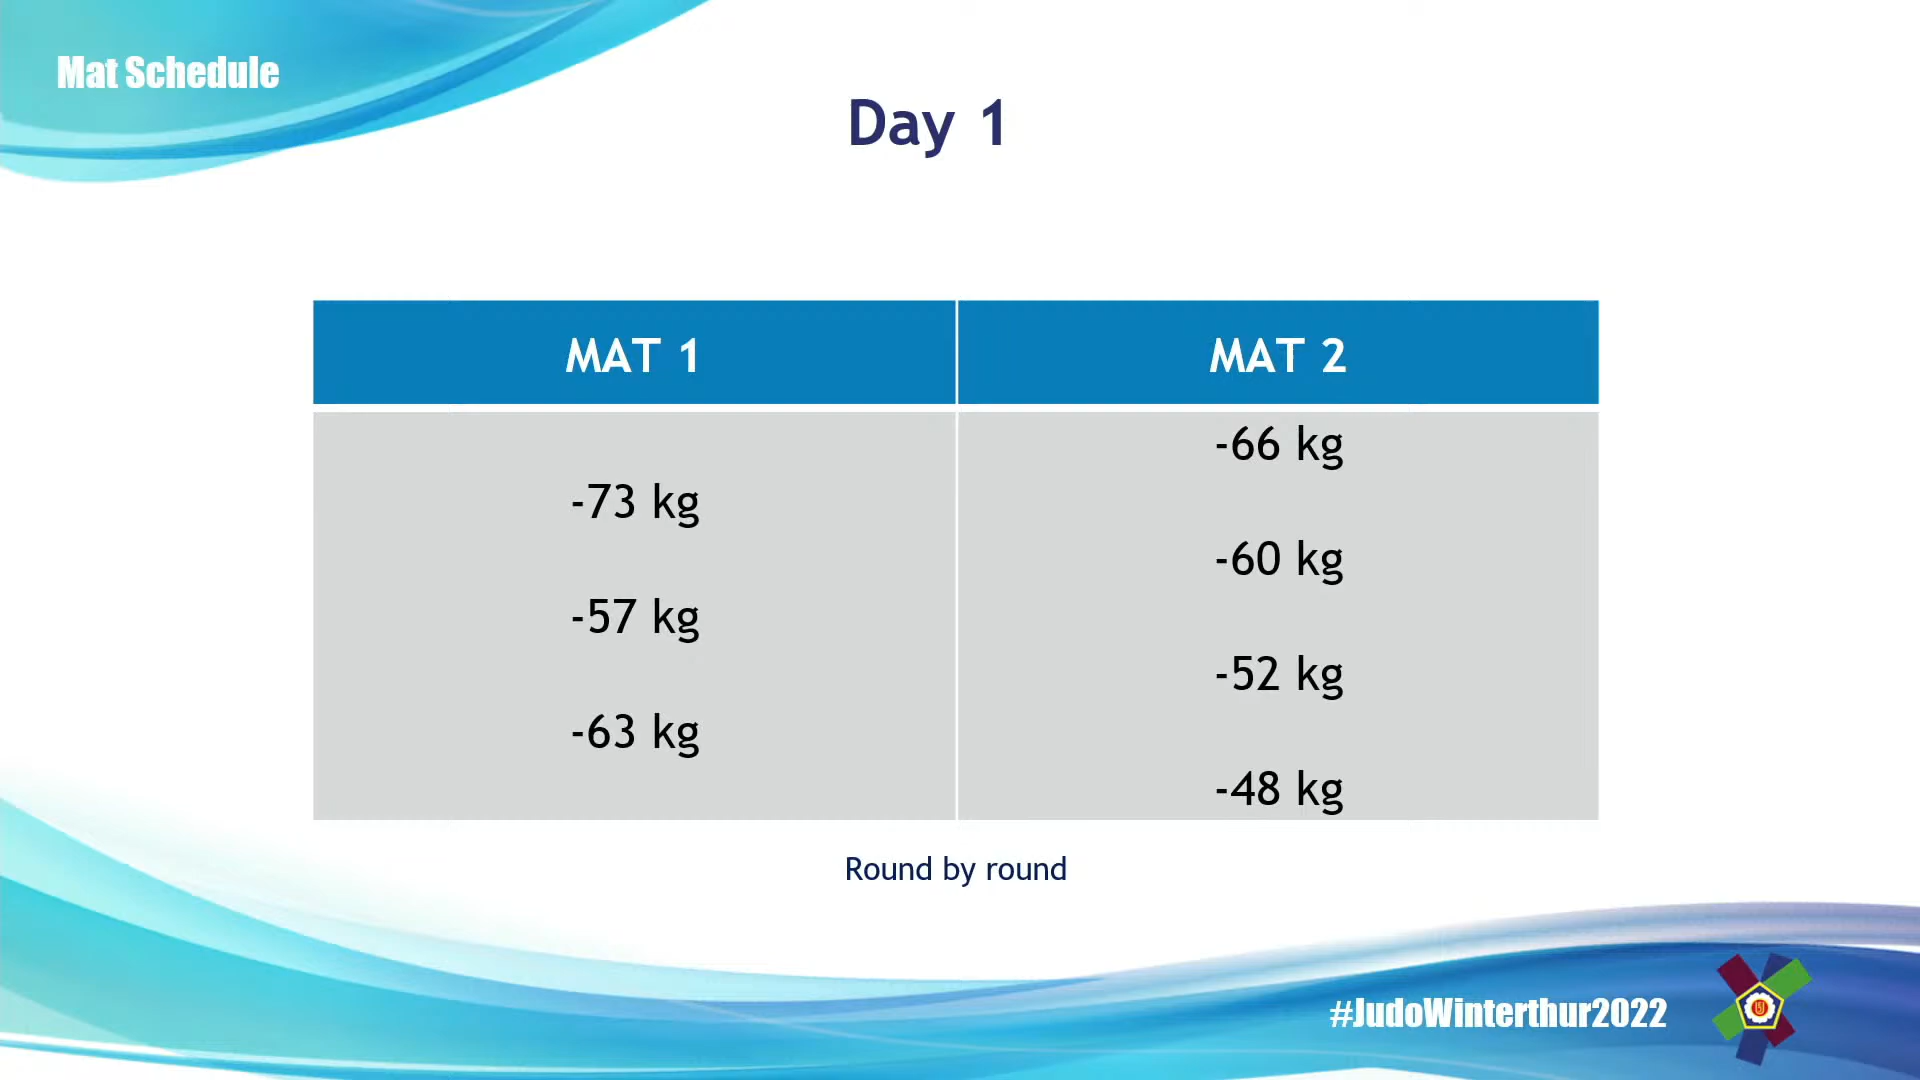 Mat Schedule
Day 1
MAT 1
MAT 2
-73 kg
-57 kg
-63 kg
-66 kg
-60 kg
-52 kg
-48 kg
Round by round
#JudoWinterthur2022